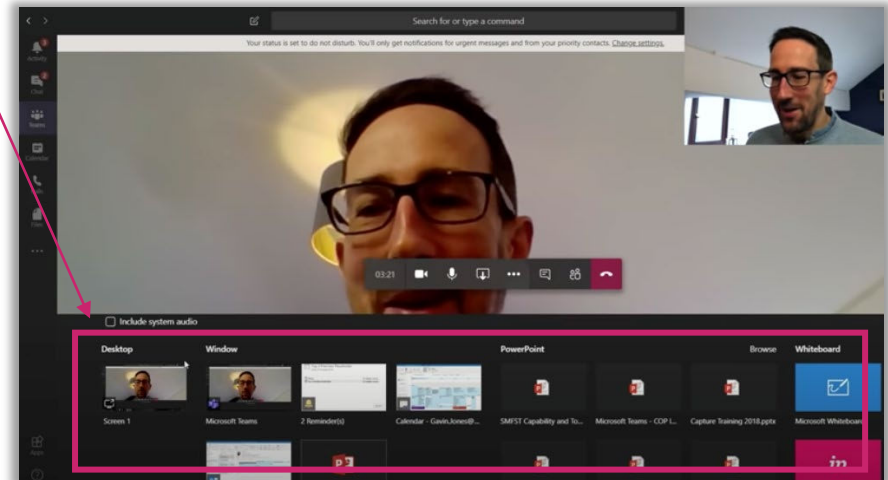 Search for or type a command
Your status is set to do not disturb. You'll only get notifications for urgent messages and from your priority contacts. Change settings.
Activity
Chat
Teams
Calendar
Calls
Files
03:21
Include system audio
Desktop
Window
PowerPoint
Browse
Whiteboard
Screen 1
Microsoft Teams
2 Reminder(s)
Calendar - Gavin.Jones@...
SMFST Capability and To...
Microsoft Teams - COP I...
Capture Training 2018.pptx
Microsoft Whiteboard
Apps
in